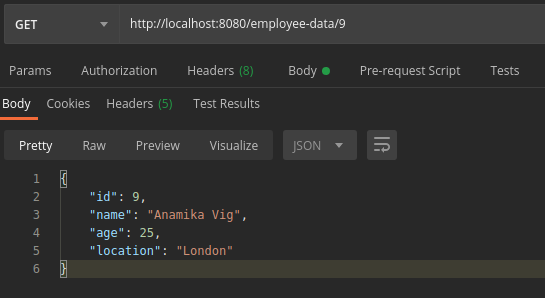 GET http://localhost:8080/employee-data/9
Params Authorization Headers (8) Body Pre-request Script Tests
Body Cookies Headers (5) Test Results
Pretty Raw Preview Visualize JSON
1 {
2 "id": 9,
3 "name": "Anamika Vig",
4 "age": 25,
5 "location": "London"
6 }